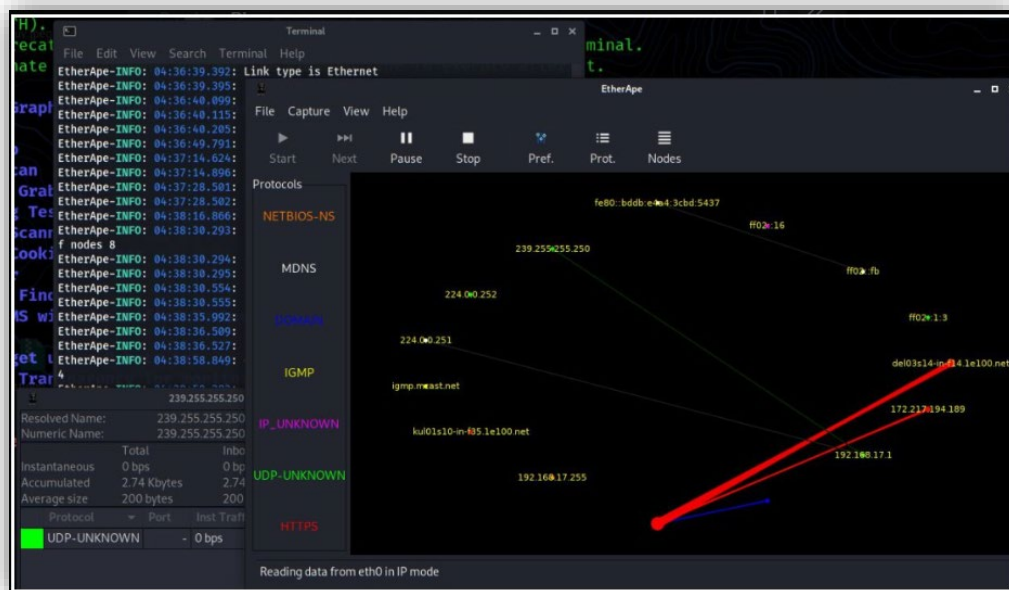 TH).
Terminal
File Edit View Search Terminal Help
minal.
t.
EtherApe-INFO: 04:36:39.392: Link type is Ethernet
EtherApe-INFO: 04:36:39.395:
EtherApe-INFO: 04:36:40.099:
EtherApe-INFO: 04:36:40.115:
EtherApe-INFO: 04:36:40.205:
EtherApe-INFO: 04:36:49.791:
EtherApe-INFO: 04:37:14.624:
EtherApe-INFO: 04:37:14.896:
EtherApe-INFO: 04:37:28.501:
EtherApe-INFO: 04:37:28.502:
EtherApe-INFO: 04:38:16.866:
EtherApe-INFO: 04:38:30.293:
f nodes 8
EtherApe-INFO: 04:38:30.294:
EtherApe-INFO: 04:38:30.295:
EtherApe-INFO: 04:38:30.554:
EtherApe-INFO: 04:38:30.555:
EtherApe-INFO: 04:38:35.992:
EtherApe-INFO: 04:38:36.509:
EtherApe-INFO: 04:38:36.527:
EtherApe-INFO: 04:38:58.849:
4
EtherApe
File Capture View Help
Start Next Pause Stop Pref. Prot. Nodes
Protocols
NETBIOS-NS
MDNS
DOMAIN
IGMP
IP_UNKNOWN
UDP-UNKNOWN
HTTPS
fe80::bddb:e4a4:3cbd:5437
ff02::16
239.255.255.250
ff02::fb
224.0.0.252
ff02::1:3
224.0.0.251
del03s14-in-f14.1e100.net
igmp.mcast.net
172.217.194.189
kul01s10-in-f35.1e100.net
192.168.17.1
192.168.17.255
Reading data from eth0 in IP mode
239.255.255.250
Resolved Name: 239.255.255.250
Numeric Name: 239.255.255.250
Total Inbo
Instantaneous 0 bps 0 bp
Accumulated 2.74 Kbytes 2.74
Average size 200 bytes 200
Protocol Port Inst Traff
UDP-UNKNOWN - 0 bps